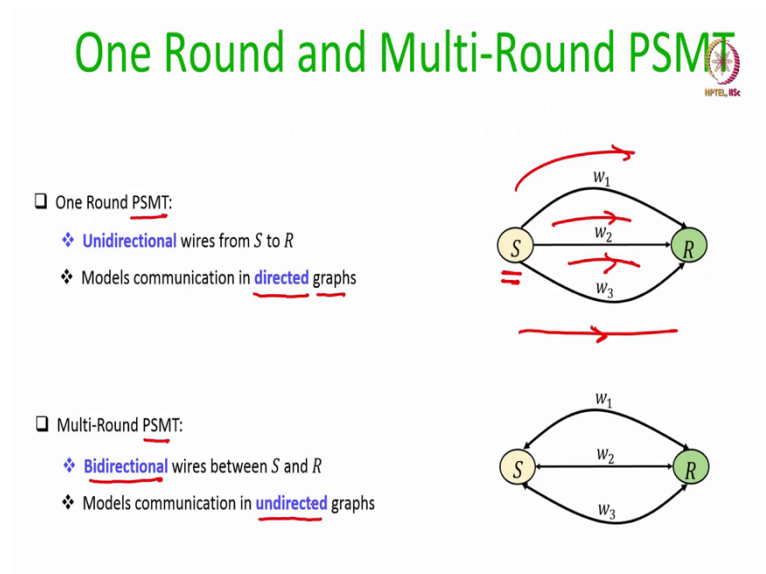 One Round and Multi-Round PSMT
NPTEL, IISc
❑ One Round PSMT:
❖ Unidirectional wires from S to R
❖ Models communication in directed graphs
w1
S
w2
R
w3
❑ Multi-Round PSMT:
❖ Bidirectional wires between S and R
❖ Models communication in undirected graphs
w1
S
w2
R
w3